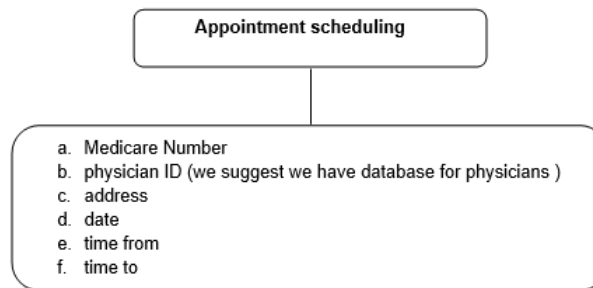 Appointment scheduling
a. Medicare Number
b. physician ID (we suggest we have database for physicians )
c. address
d. date
e. time from
f. time to